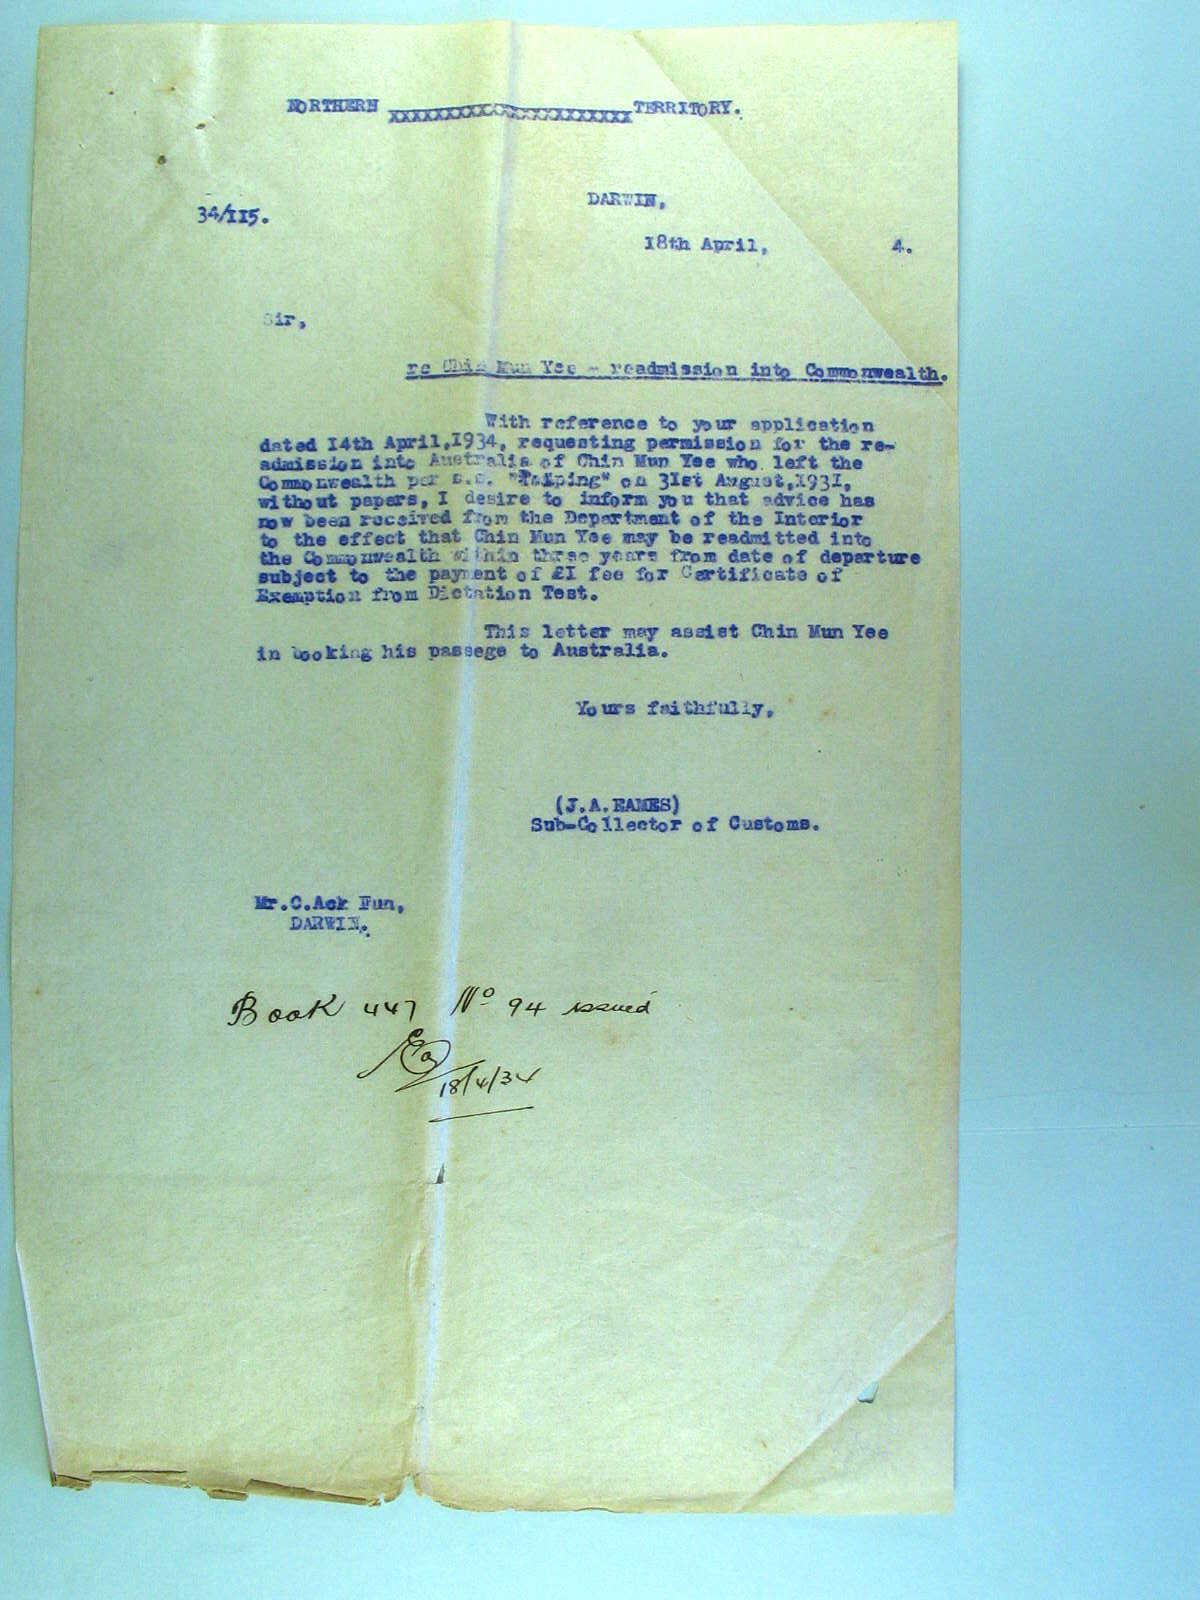 NORTHERN XXXXXXXXXXXXXXXXXXXXXX TERRITORY.
DARWIN,
34/115.
18th April, 4.
Sir,
re Chin Mun Yee - readmission into Commonwealth.
With reference to your application
dated 14th April,1934, requesting permission for the re-
admission into Australia of Chin Mun Yee who left the
Commonwealth per s.s. "Taiping" on 31st August,1931,
without papers, I desire to inform you that advice has
now been received from the Department of the Interior
to the effect that Chin Mun Yee may be readmitted into
the Commonwealth within three years from date of departure
subject to the payment of £1 fee for Certificate of
Exemption from Dictation Test.
This letter may assist Chin Mun Yee
in booking his passege to Australia.
Yours faithfully,
(J.A.EAMES)
Sub-Collector of Customs.
Mr.C.Ack Fun,
DARWIN.
Book 447 No 94 issued
18/4/34